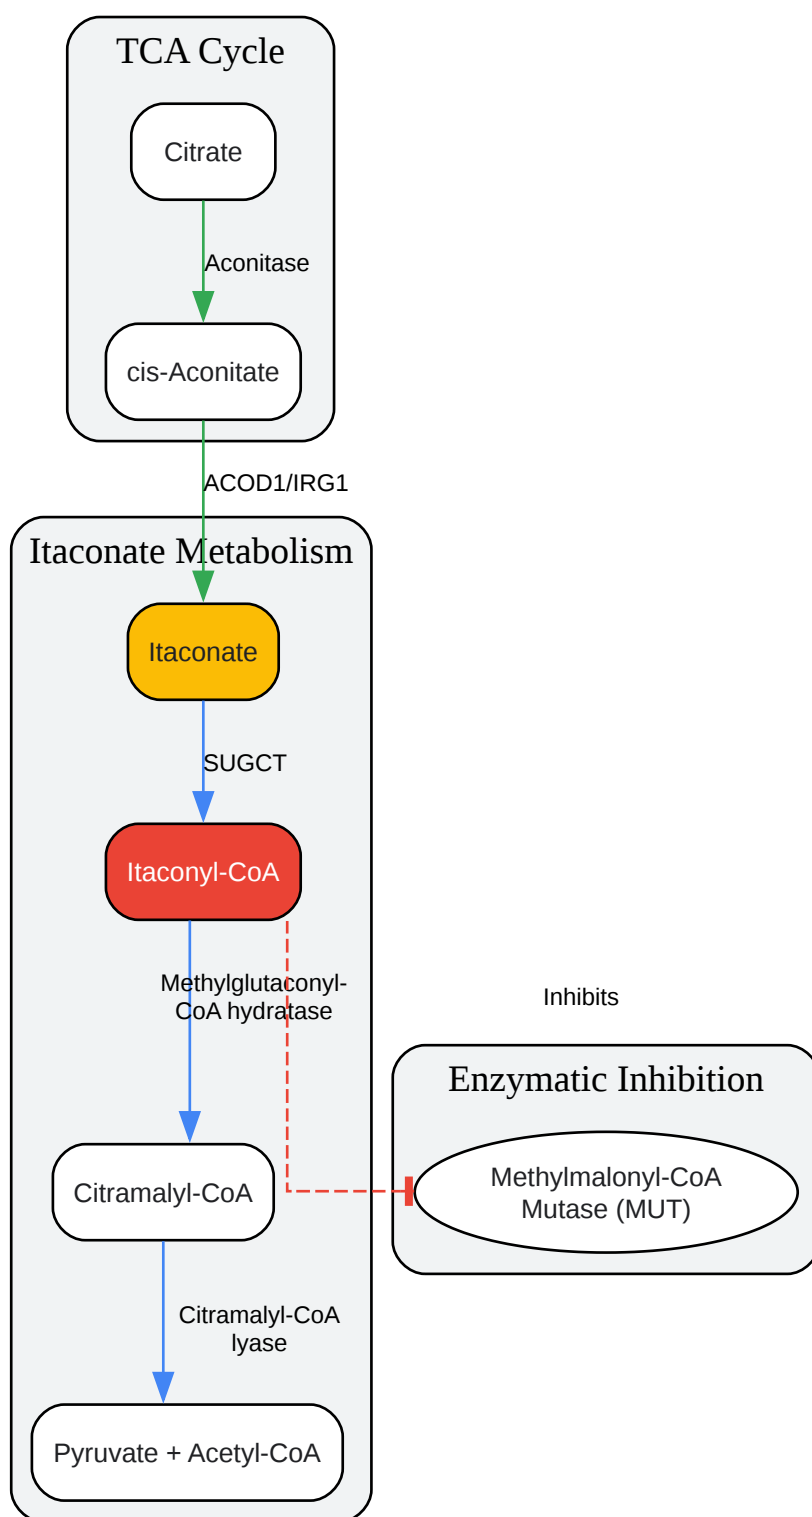 TCA Cycle
Citrate
Aconitase
cis-Aconitate
ACOD1/IRG1
Itaconate Metabolism
Itaconate
SUGCT
Itaconyl-CoA
Methylglutaconyl-
CoA hydratase
Inhibits
Enzymatic Inhibition
Methylmalonyl-CoA
Mutase (MUT)
Citramalyl-CoA
Citramalyl-CoA
lyase
Pyruvate + Acetyl-CoA